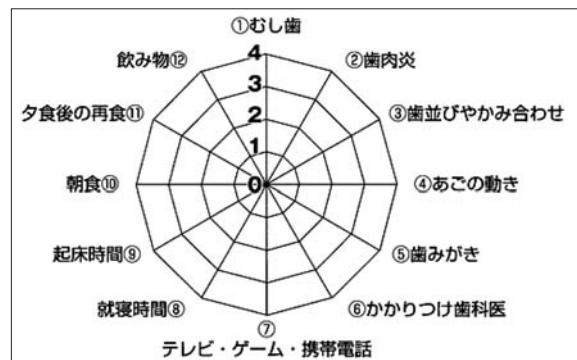 ①むし歯
②歯肉炎
③歯並びやかみ合わせ
④あごの動き
⑤歯みがき
⑥かかりつけ歯科医
⑦
テレビ・ゲーム・携帯電話
就寝時間⑧
起床時間⑨
朝食⑩
夕食後の再食⑪
飲み物⑫
4
3
2
1
0